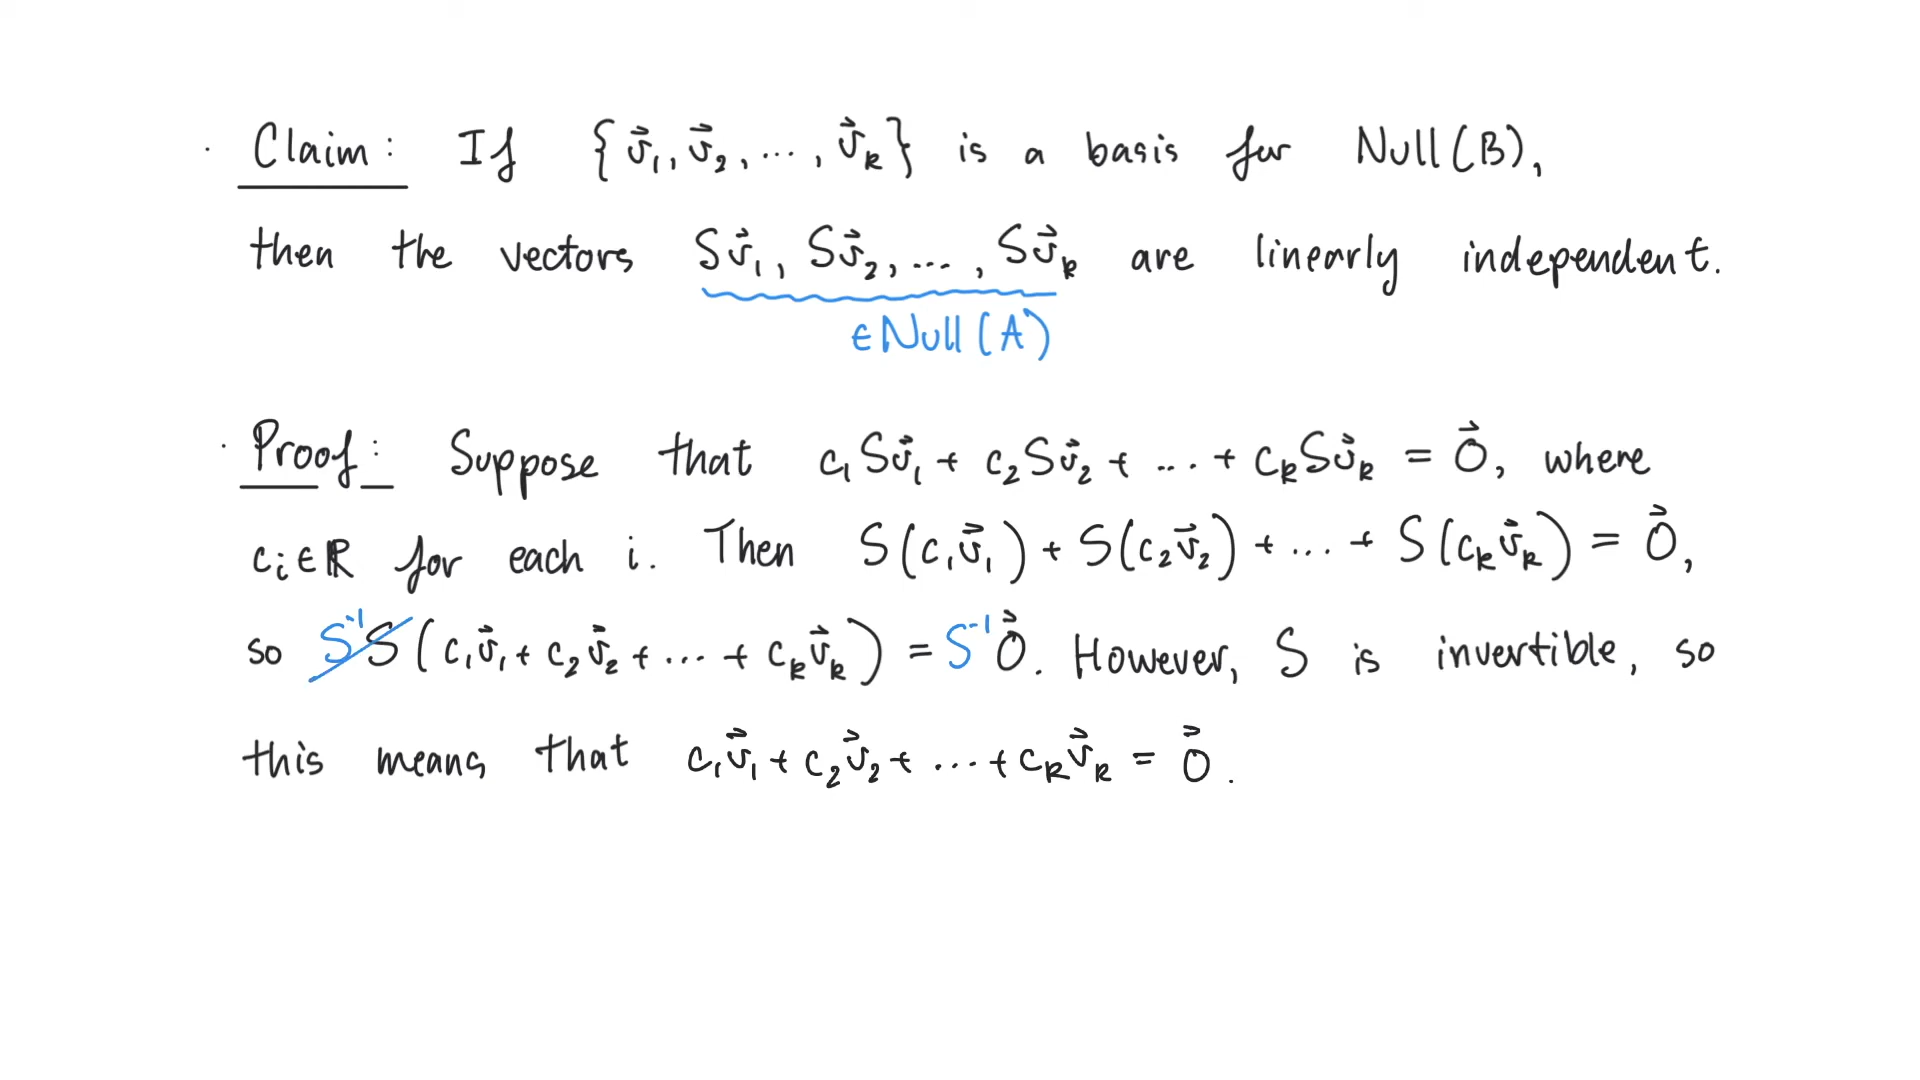 Claim: If {v⃗₁, v⃗₂, ..., v⃗ₖ} is a basis for Null(B),
then the vectors Sv⃗₁, Sv⃗₂, ..., Sv⃗ₖ are linearly independent.
∈ Null(A)
Proof: Suppose that c₁Sv⃗₁ + c₂Sv⃗₂ + ... + cₖSv⃗ₖ = 0⃗, where
cᵢ ∈ ℝ for each i. Then S(c₁v⃗₁) + S(c₂v⃗₂) + ... + S(cₖv⃗ₖ) = 0⃗,
so S⁻¹S(c₁v⃗₁ + c₂v⃗₂ + ... + cₖv⃗ₖ) = S⁻¹0⃗. However, S is invertible, so
this means that c₁v⃗₁ + c₂v⃗₂ + ... + cₖv⃗ₖ = 0⃗.